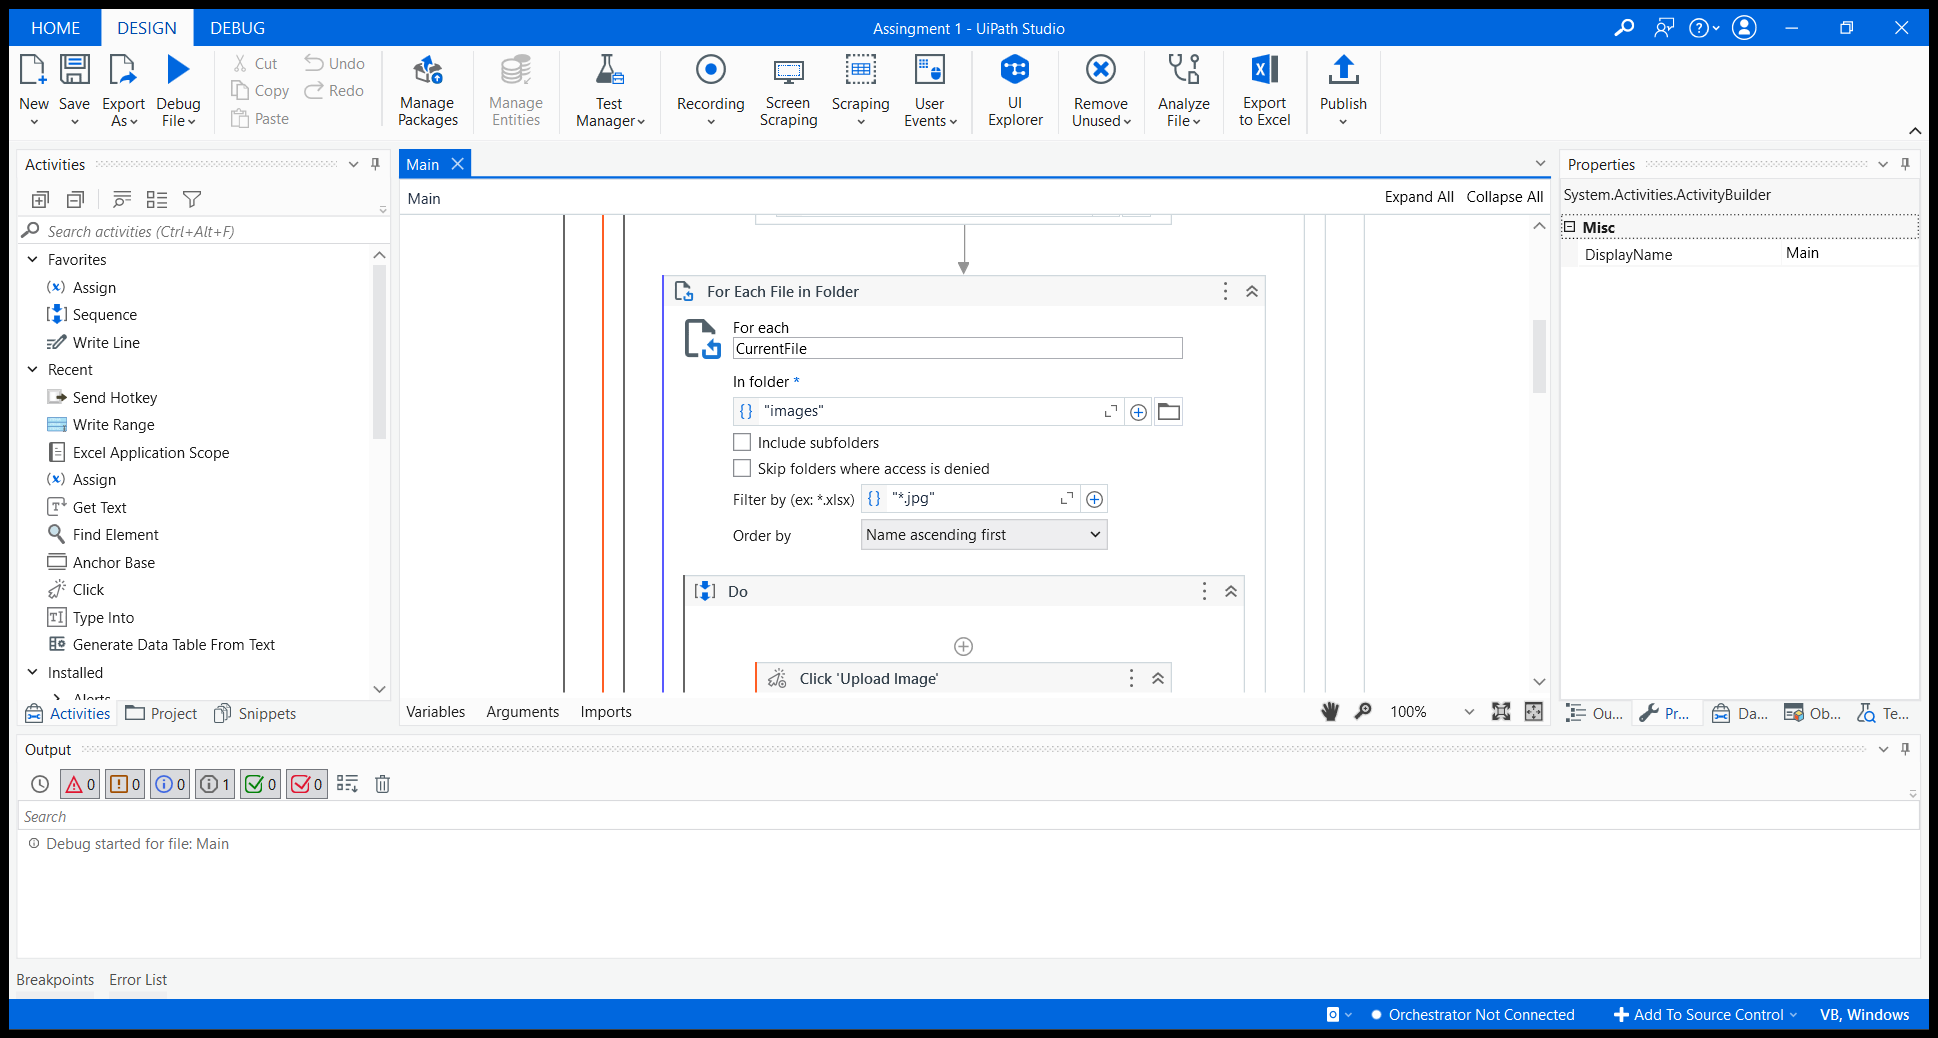 HOME DESIGN DEBUG Assingment 1 - UiPath Studio
New Save Export As Debug File
Cut Copy Paste Undo Redo
Manage Packages
Manage Entities
Test Manager
Recording
Screen Scraping
Scraping
User Events
UI Explorer
Remove Unused
Analyze File
Export to Excel
Publish
Activities
Search activities (Ctrl+Alt+F)
Favorites
Assign
Sequence
Write Line
Recent
Send Hotkey
Write Range
Excel Application Scope
Assign
Get Text
Find Element
Anchor Base
Click
Type Into
Generate Data Table From Text
Installed
Alerts
Activities Project Snippets
Main
Main Expand All Collapse All
For Each File in Folder
For each
CurrentFile
In folder *
{} "images"
Include subfolders
Skip folders where access is denied
Filter by (ex: *.xlsx) {} "*.jpg"
Order by Name ascending first
Do
Click 'Upload Image'
Variables Arguments Imports 100%
Properties
System.Activities.ActivityBuilder
Misc
DisplayName Main
Ou... Pr... Da... Ob... Te...
Output
0 0 0 1 0 0
Search
Debug started for file: Main
Breakpoints Error List
Orchestrator Not Connected Add To Source Control VB, Windows